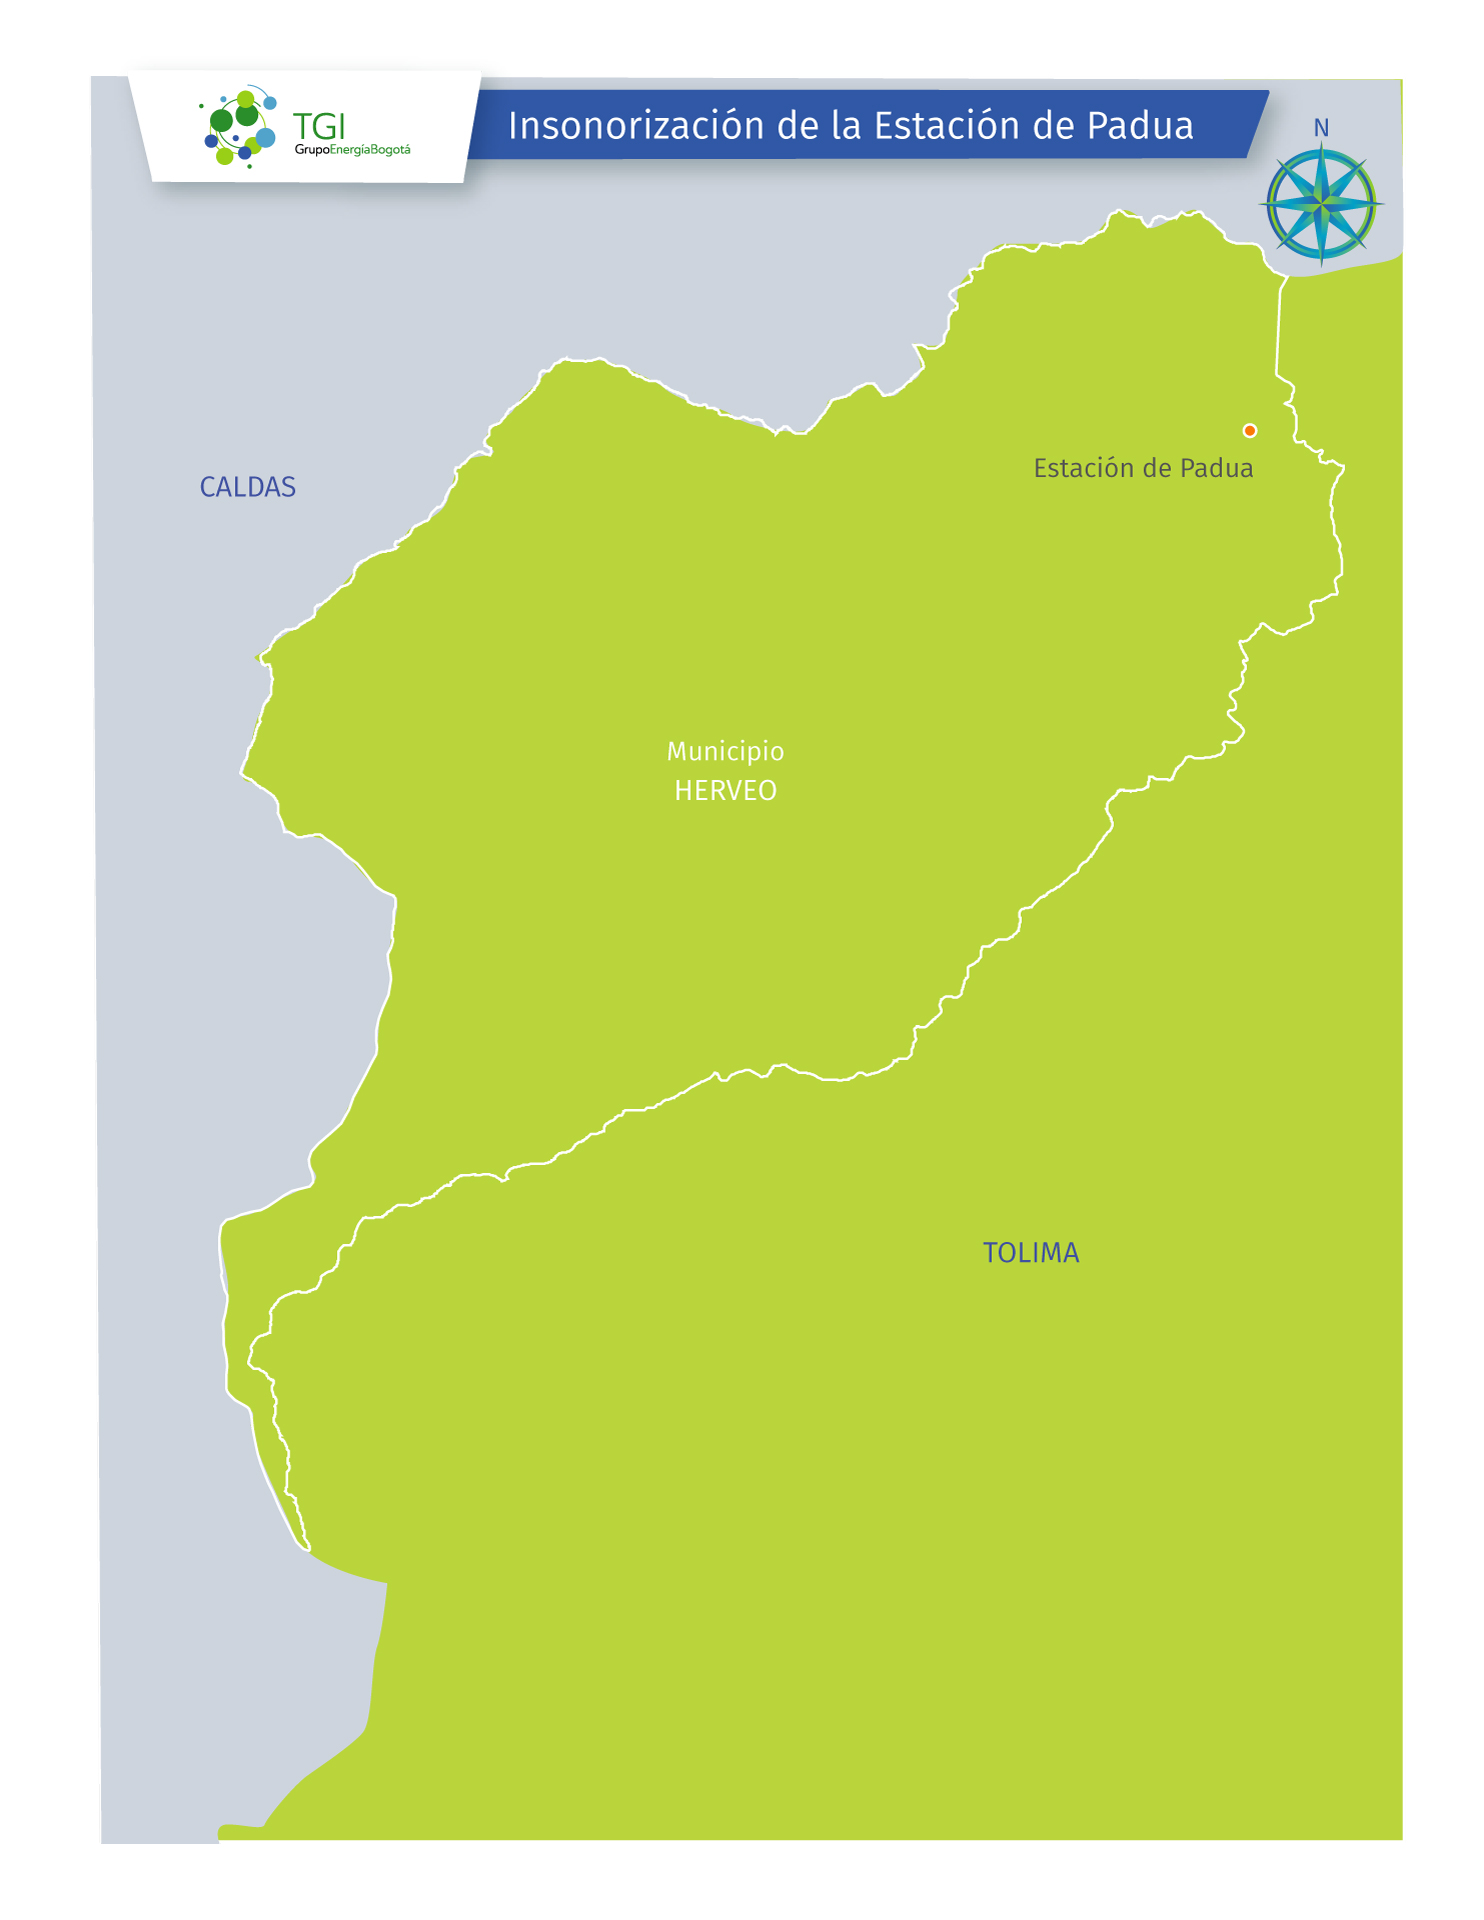 TGI
GrupoEnergíaBogotá
Insonorización de la Estación de Padua
N
Estación de Padua
CALDAS
Municipio
HERVEO
TOLIMA